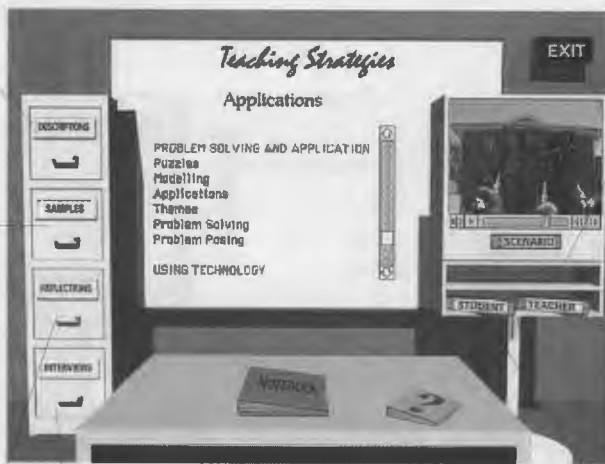 Teaching Strategies
EXIT
Applications
DESCRIPTIONS
PROBLEM SOLVING AND APPLICATION
Puzzles
Modelling
Applications
Themes
Problem Solving
Problem Posing
USING TECHNOLOGY
SAMPLES
SCENARIO
REFLECTIONS
STUDENT
TEACHER
INTERVIEWS
NOTEBOOK
?